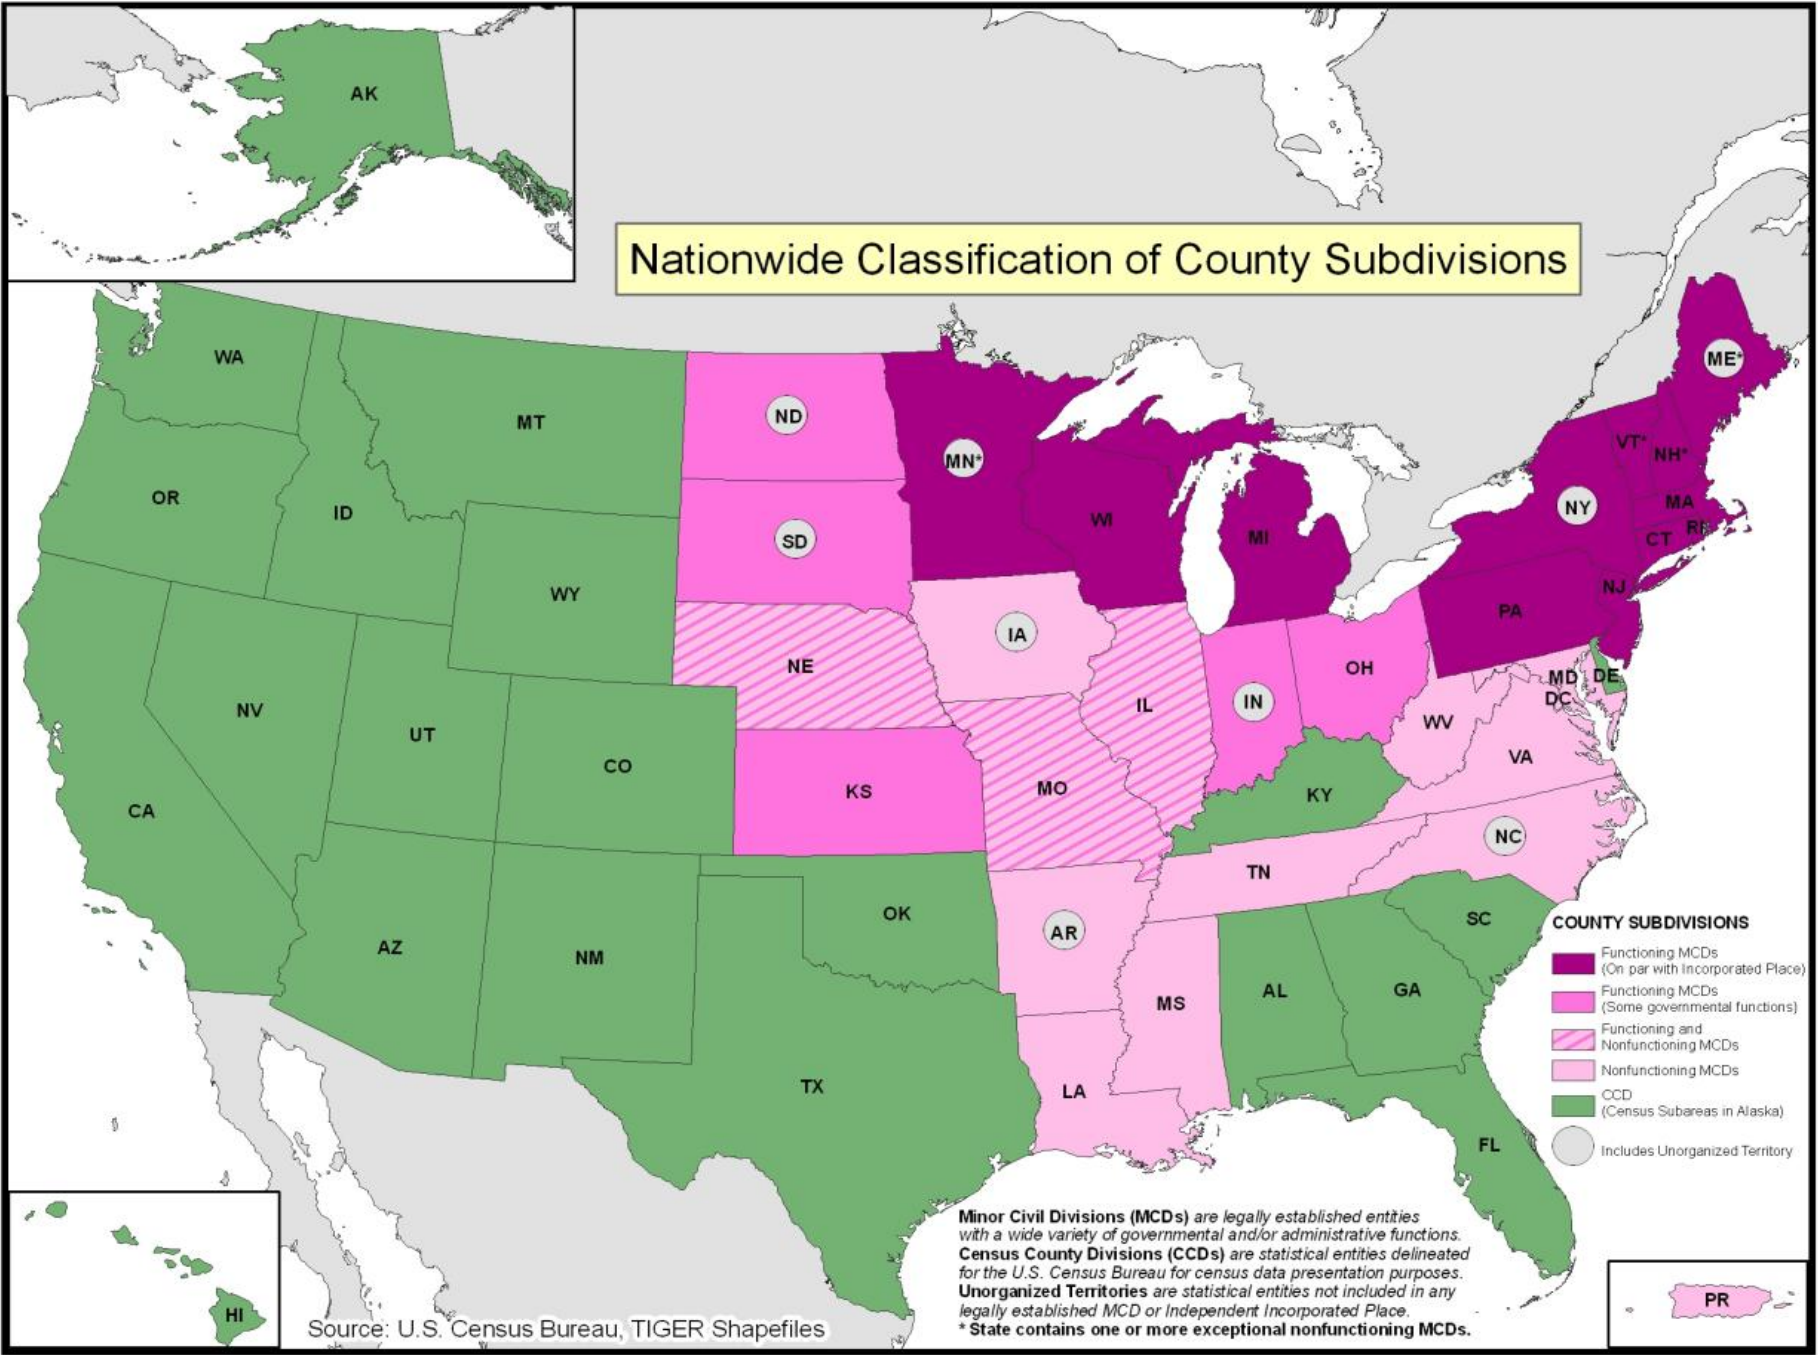 AK
Nationwide Classification of County Subdivisions
WA
MT
ND
MN*
ME*
VT*
NH*
OR
ID
SD
WI
MI
NY
MA
CT
RI
WY
IA
NJ
PA
NE
OH
MD
DE
DC
NV
UT
CO
IL
IN
WV
VA
CA
KS
MO
KY
NC
TN
AZ
NM
OK
AR
SC
MS
AL
GA
TX
LA
FL
COUNTY SUBDIVISIONS
Functioning MCDs
(On par with Incorporated Place)
Functioning MCDs
(Some governmental functions)
Functioning and
Nonfunctioning MCDs
Nonfunctioning MCDs
CCD
(Census Subareas in Alaska)
Includes Unorganized Territory
Minor Civil Divisions (MCDs) are legally established entities
with a wide variety of governmental and/or administrative functions.
Census County Divisions (CCDs) are statistical entities delineated
for the U.S. Census Bureau for census data presentation purposes.
Unorganized Territories are statistical entities not included in any
legally established MCD or Independent Incorporated Place.
* State contains one or more exceptional nonfunctioning MCDs.
HI
Source: U.S. Census Bureau, TIGER Shapefiles
PR